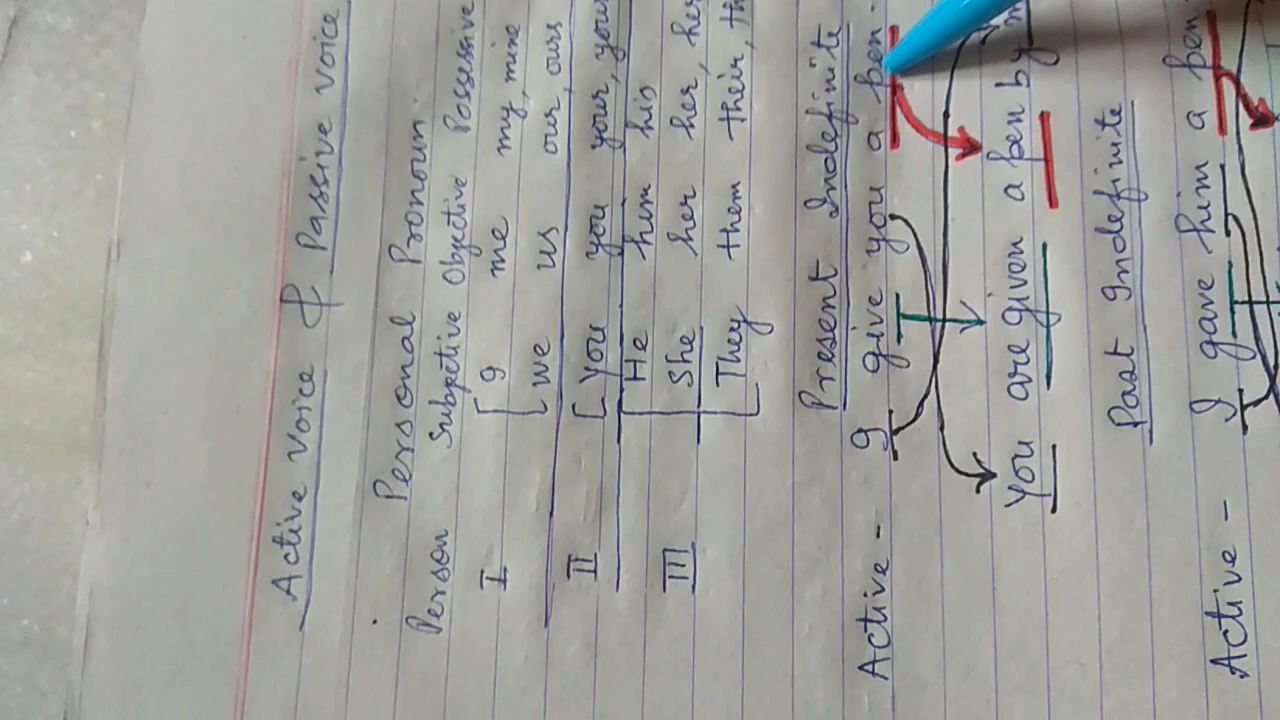 Active Voice & Passive Voice
Personal Pronoun
Person Subjective Objective Possessive
I I me my, mine
we us our, ours
II You you your, yours
He him his
III She her her, hers
They them their,
Present Indefinite
Active - I give you a pen.
You are given a pen by
Past Indefinite
Active - I gave him a pen